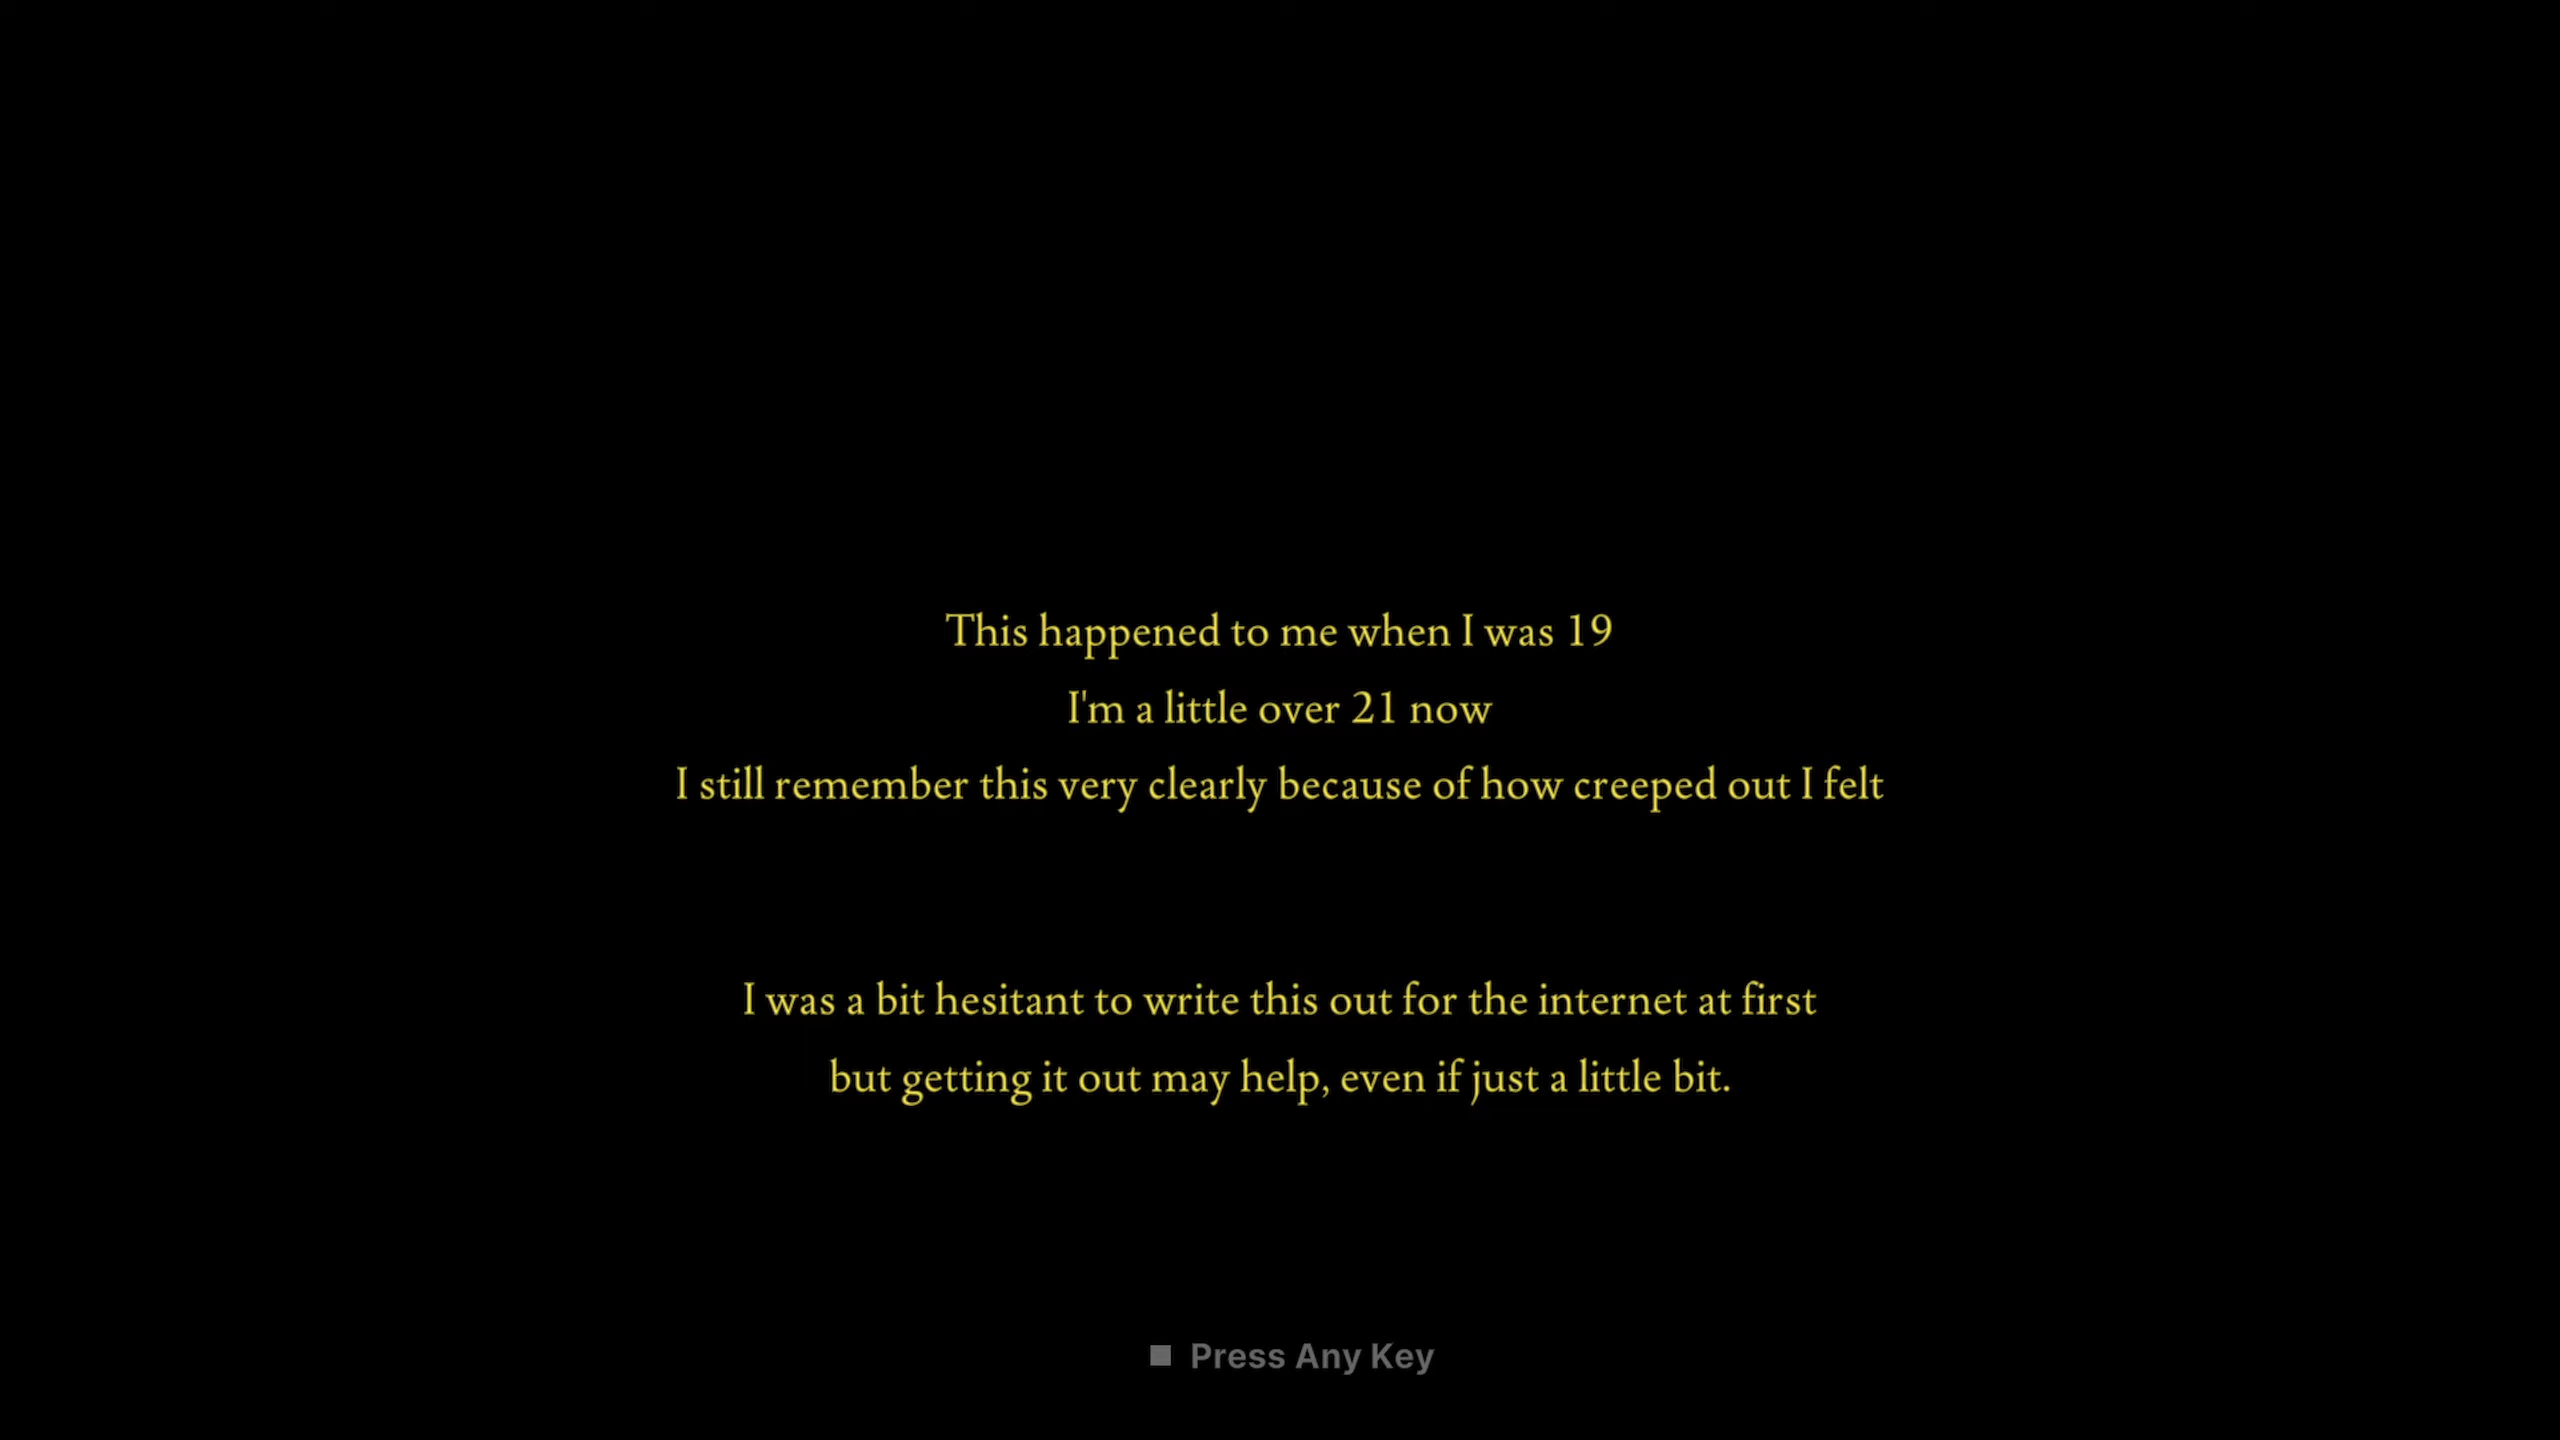 This happened to me when I was 19
I'm a little over 21 now
I still remember this very clearly because of how creeped out I felt
I was a bit hesitant to write this out for the internet at first
but getting it out may help, even if just a little bit.
Press Any Key